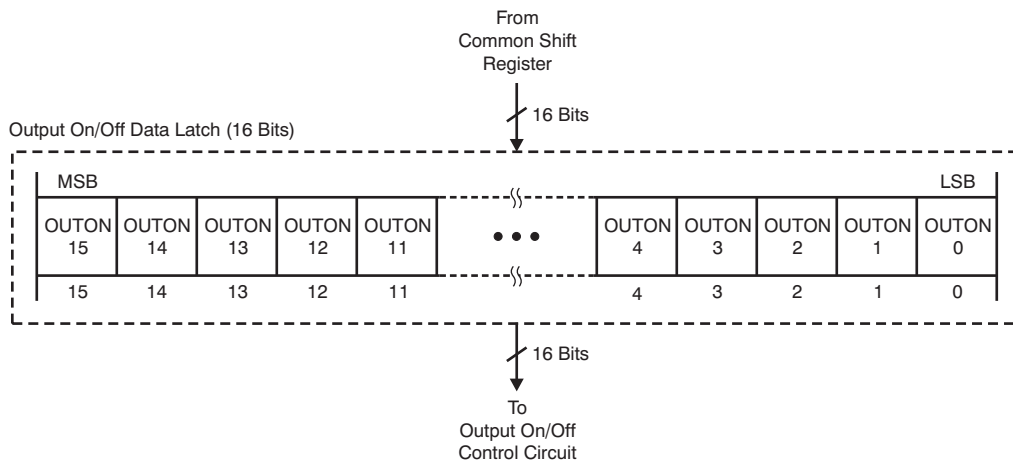 From
Common Shift
Register
16 Bits
Output On/Off Data Latch (16 Bits)
MSB LSB
OUTON OUTON OUTON OUTON OUTON ••• OUTON OUTON OUTON OUTON OUTON
15 14 13 12 11 4 3 2 1 0
15 14 13 12 11 4 3 2 1 0
16 Bits
To
Output On/Off
Control Circuit